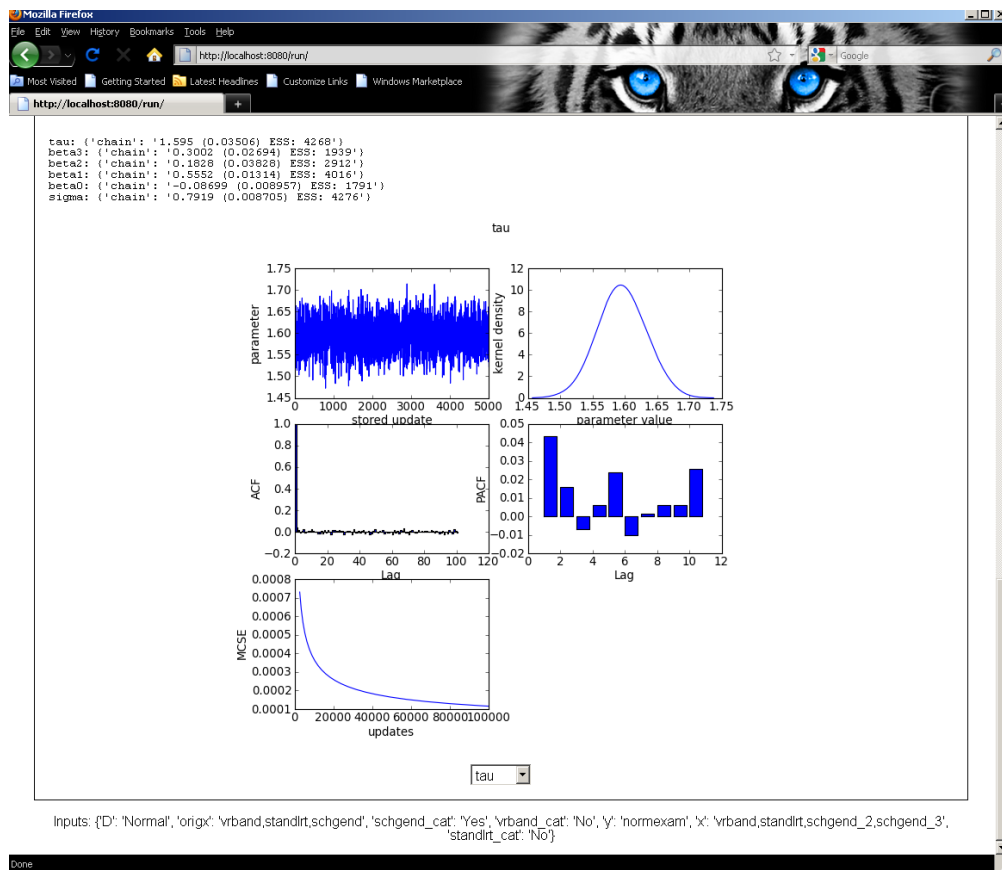 Mozilla Firefox
File Edit View History Bookmarks Tools Help
http://localhost:8080/run/
Google
Most Visited Getting Started Latest Headlines Customize Links Windows Marketplace
http://localhost:8080/run/
tau: {'chain': '1.595 (0.03506) ESS: 4268'}
beta3: {'chain': '0.3002 (0.02694) ESS: 1939'}
beta2: {'chain': '0.1828 (0.03828) ESS: 2912'}
beta1: {'chain': '0.5552 (0.01314) ESS: 4016'}
beta0: {'chain': '-0.08699 (0.008957) ESS: 1791'}
sigma: {'chain': '0.7919 (0.008705) ESS: 4276'}
tau
parameter
1.75
1.70
1.65
1.60
1.55
1.50
1.45
0 1000 2000 3000 4000 5000
stored update
kernel density
12
10
8
6
4
2
0
1.45 1.50 1.55 1.60 1.65 1.70 1.75
parameter value
ACF
1.0
0.8
0.6
0.4
0.2
0.0
−0.2
0 20 40 60 80 100 120
Lag
PACF
0.05
0.04
0.03
0.02
0.01
0.00
−0.01
−0.02
0 2 4 6 8 10 12
Lag
MCSE
0.0008
0.0007
0.0006
0.0005
0.0004
0.0003
0.0002
0.0001
0 20000 40000 60000 80000 100000
updates
tau
Inputs: {'D': 'Normal', 'origx': 'vrband,standlrt,schgend', 'schgend_cat': 'Yes', 'vrband_cat': 'No', 'y': 'normexam', 'x': 'vrband,standlrt,schgend_2,schgend_3',
'standlrt_cat': 'No'}
Done